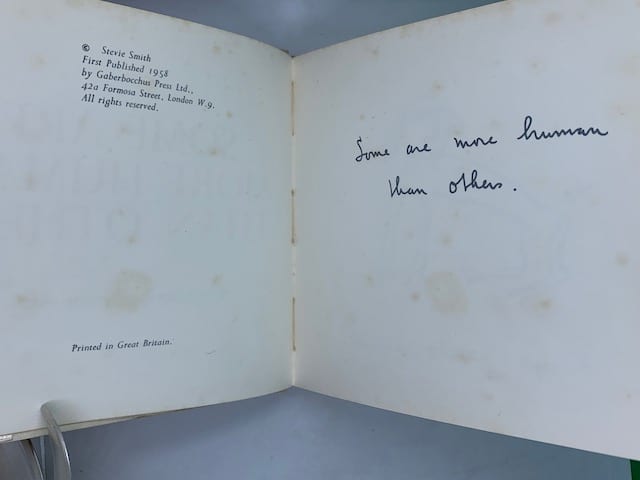 © Stevie Smith
First Published 1958
by Gaberbocchus Press Ltd.,
42a Formosa Street, London W.9.
All rights reserved.
Printed in Great Britain.
Some are more human
than others.